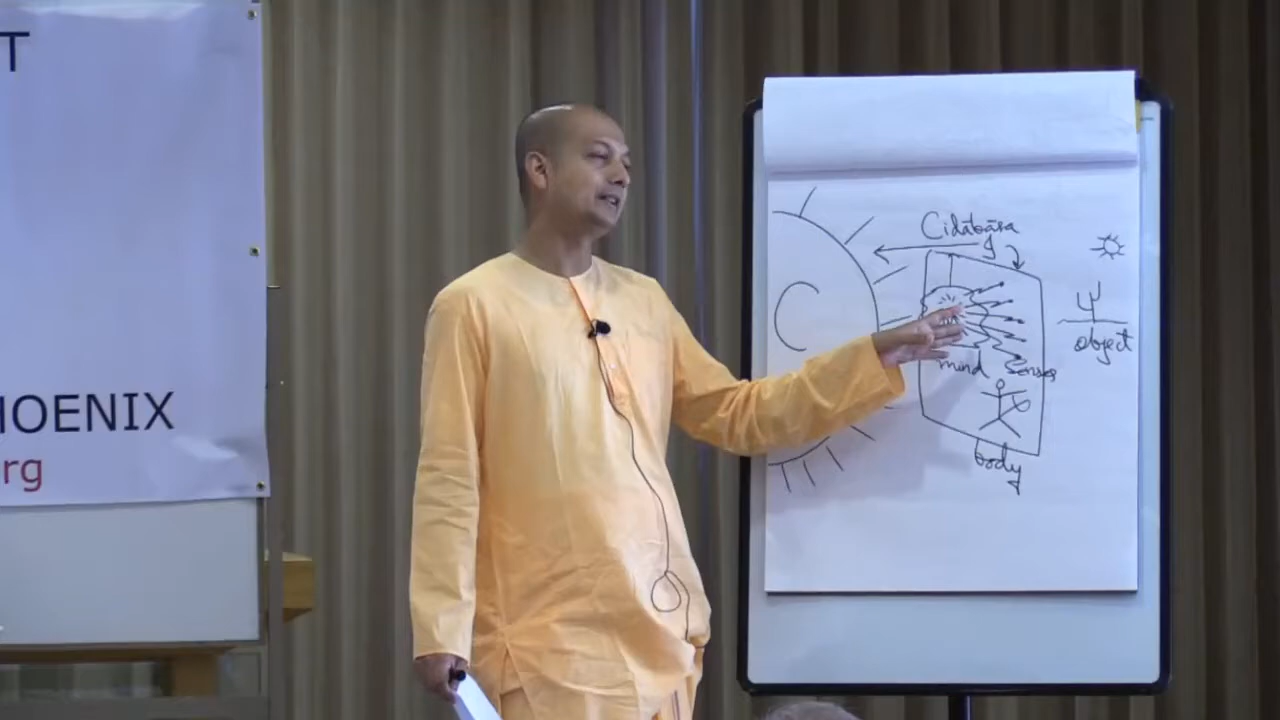 T
HOENIX
rg
Cidābāsa
C
object
mind Senses
body